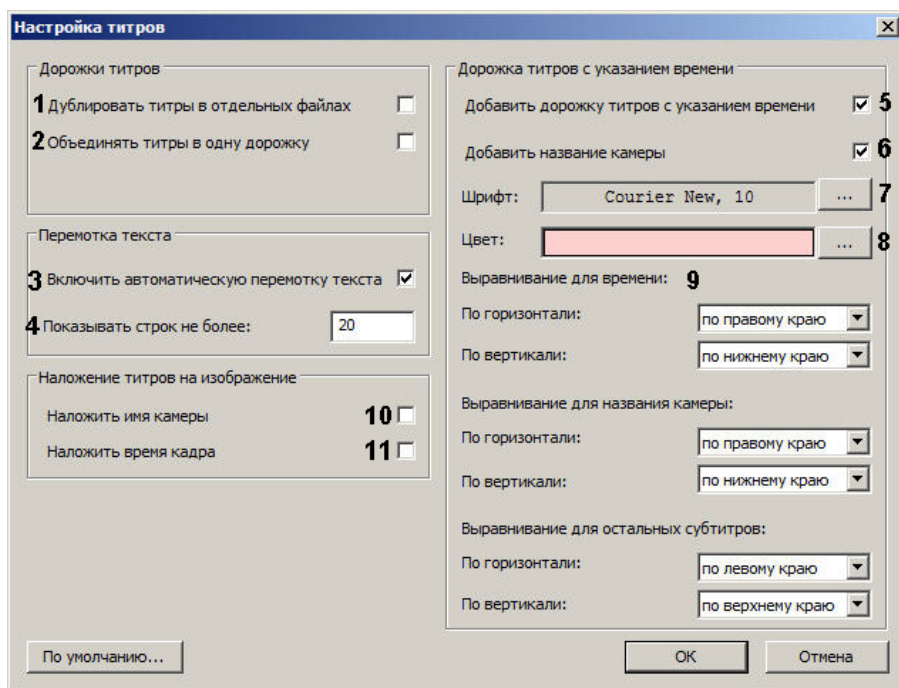 Настройка титров
Дорожки титров
1 Дублировать титры в отдельных файлах
2 Объединять титры в одну дорожку
Перемотка текста
3 Включить автоматическую перемотку текста
4 Показывать строк не более: 20
Наложение титров на изображение
Наложить имя камеры 10
Наложить время кадра 11
Дорожка титров с указанием времени
Добавить дорожку титров с указанием времени 5
Добавить название камеры 6
Шрифт: Courier New, 10 ... 7
Цвет: ... 8
Выравнивание для времени: 9
По горизонтали: по правому краю
По вертикали: по нижнему краю
Выравнивание для названия камеры:
По горизонтали: по правому краю
По вертикали: по нижнему краю
Выравнивание для остальных субтитров:
По горизонтали: по левому краю
По вертикали: по верхнему краю
По умолчанию... ОК Отмена